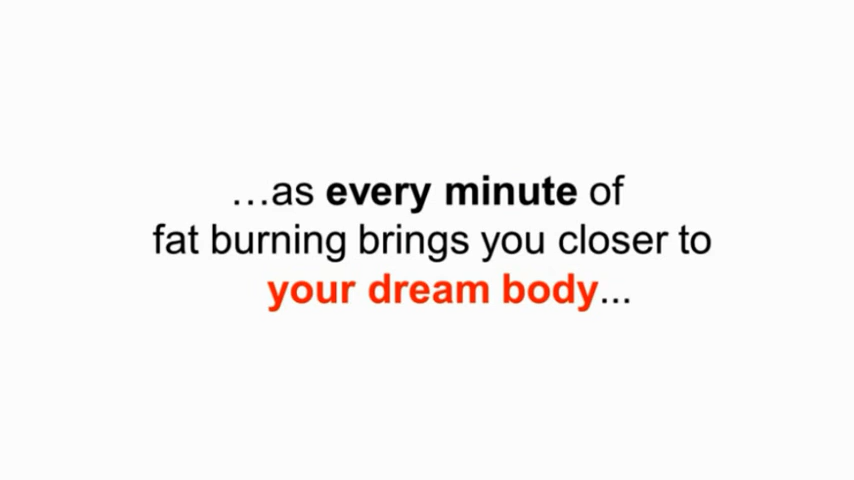 …as every minute of
fat burning brings you closer to
your dream body...